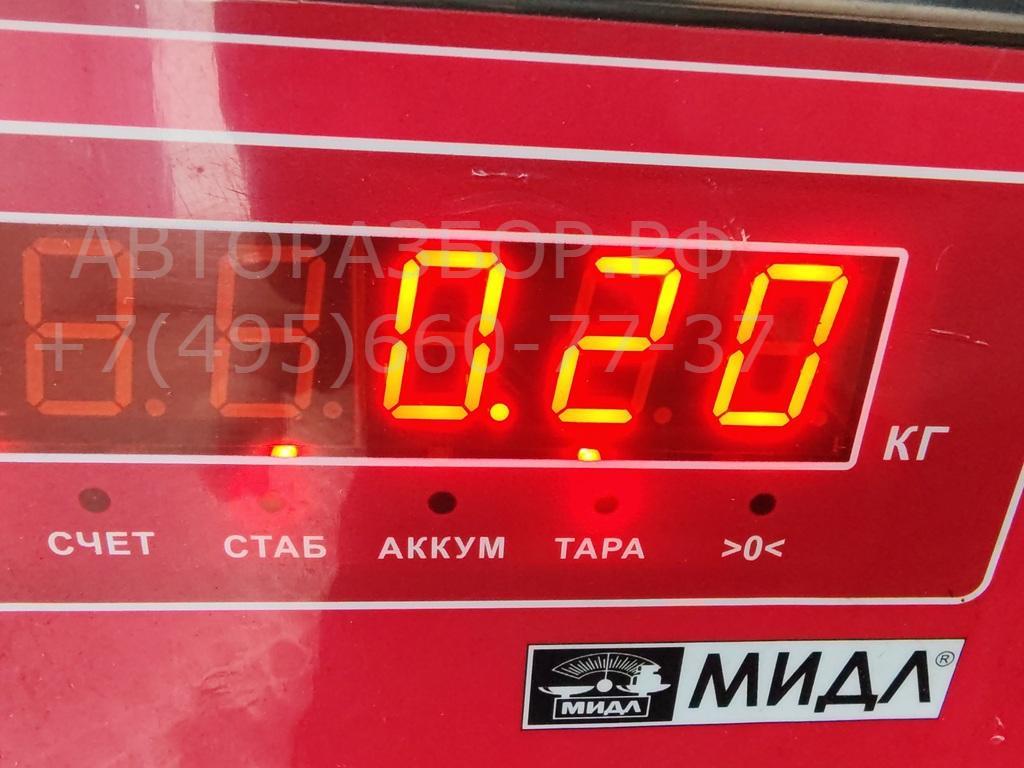 АВТОРАЗБОР.РФ
+7(495)660-77-37
0.20
КГ
СЧЕТ СТАБ АККУМ ТАРА >0<
МИДЛ МИДЛ®